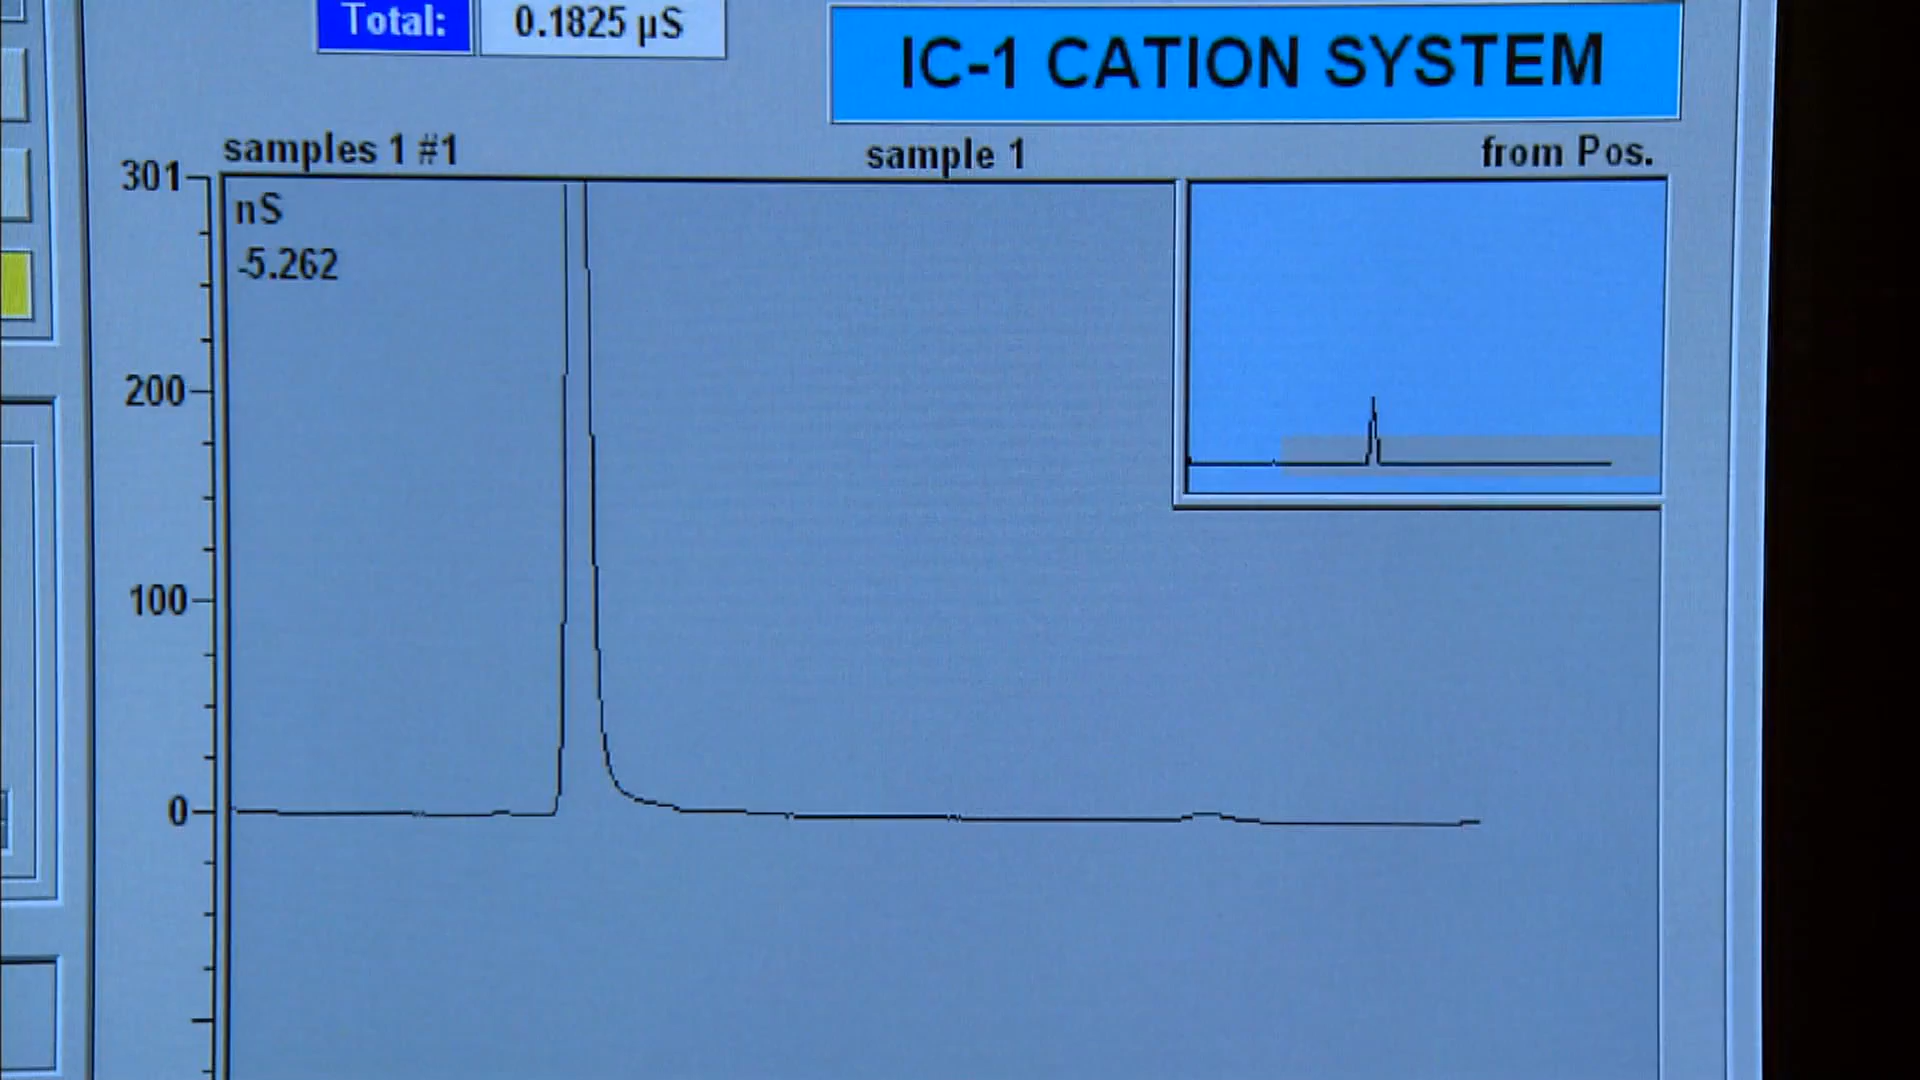 Total: 0.1825 µS
IC-1 CATION SYSTEM
samples 1 #1 sample 1 from Pos.
301
nS
-5.262
200
100
0